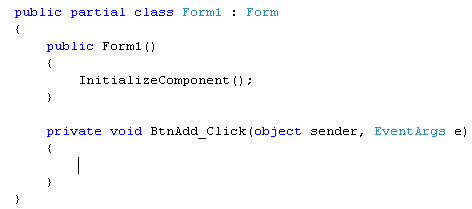 public partial class Form1 : Form
{
    public Form1()
    {
        InitializeComponent();
    }

    private void BtnAdd_Click(object sender, EventArgs e)
    {

    }
}